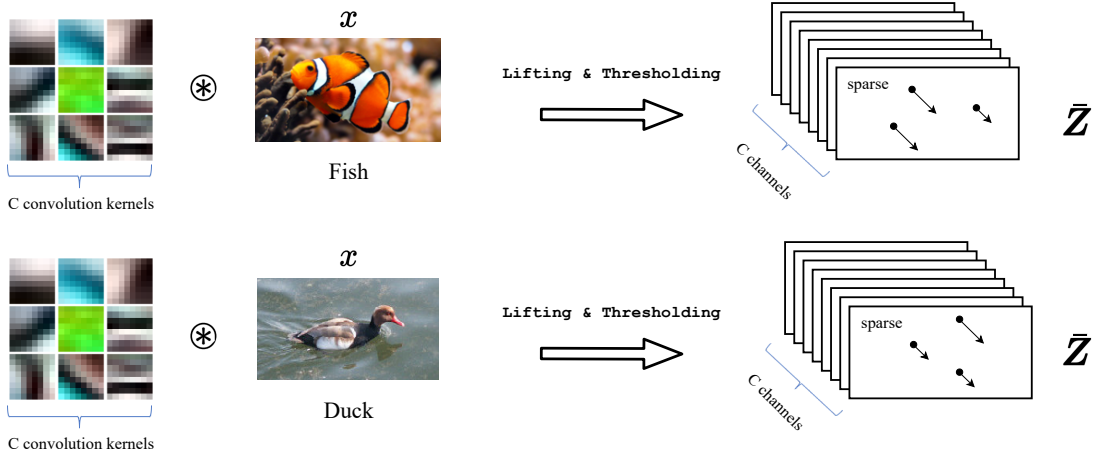 x
Lifting & Thresholding
sparse
⊛
Z̄
Fish
C channels
C convolution kernels
x
Lifting & Thresholding
sparse
⊛
Z̄
Duck
C channels
C convolution kernels